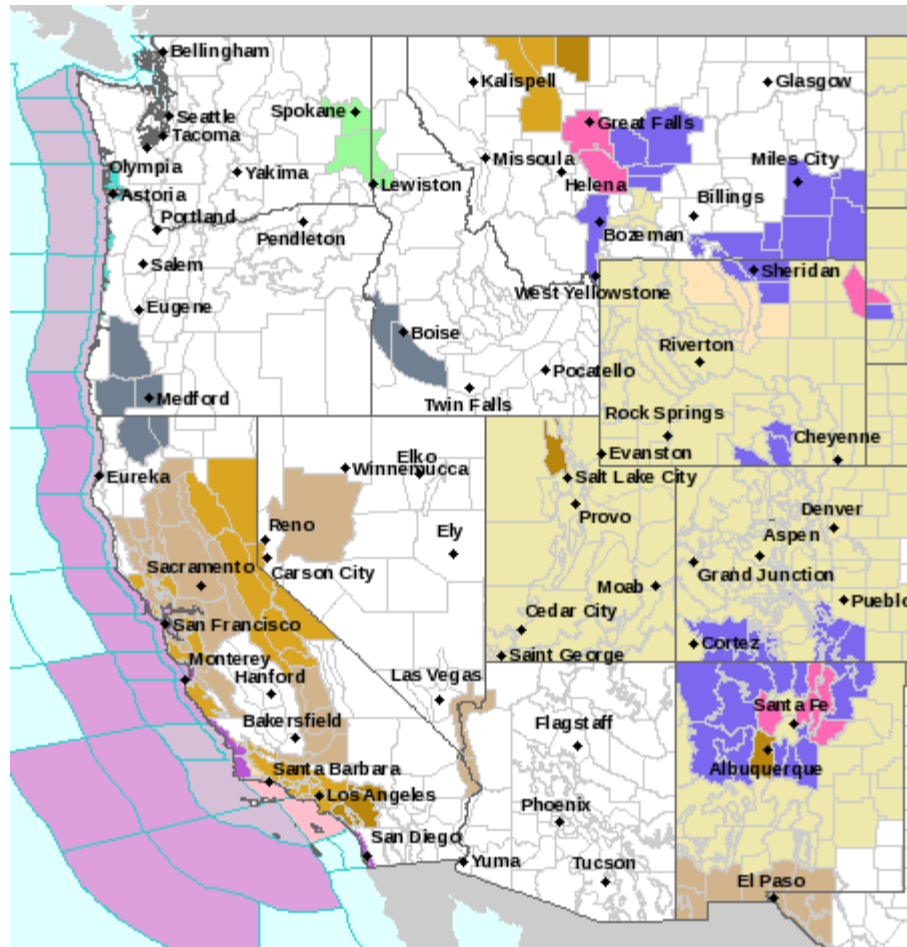 Bellingham
Kalispell
Glasgow
Seattle
Spokane
Great Falls
Tacoma
Olympia
Missoula
Miles City
Yakima
Helena
Lewiston
Astoria
Billings
Portland
Pendleton
Bozeman
Salem
Sheridan
West Yellowstone
Eugene
Boise
Riverton
Pocatello
Medford
Twin Falls
Rock Springs
Cheyenne
Elko
Evanston
Winnemucca
Eureka
Salt Lake City
Provo
Denver
Reno
Ely
Aspen
Carson City
Grand Junction
Sacramento
Moab
Pueblo
Cedar City
San Francisco
Cortez
Saint George
Monterey
Hanford
Las Vegas
Santa Fe
Bakersfield
Flagstaff
Albuquerque
Santa Barbara
Los Angeles
Phoenix
San Diego
Yuma
Tucson
El Paso